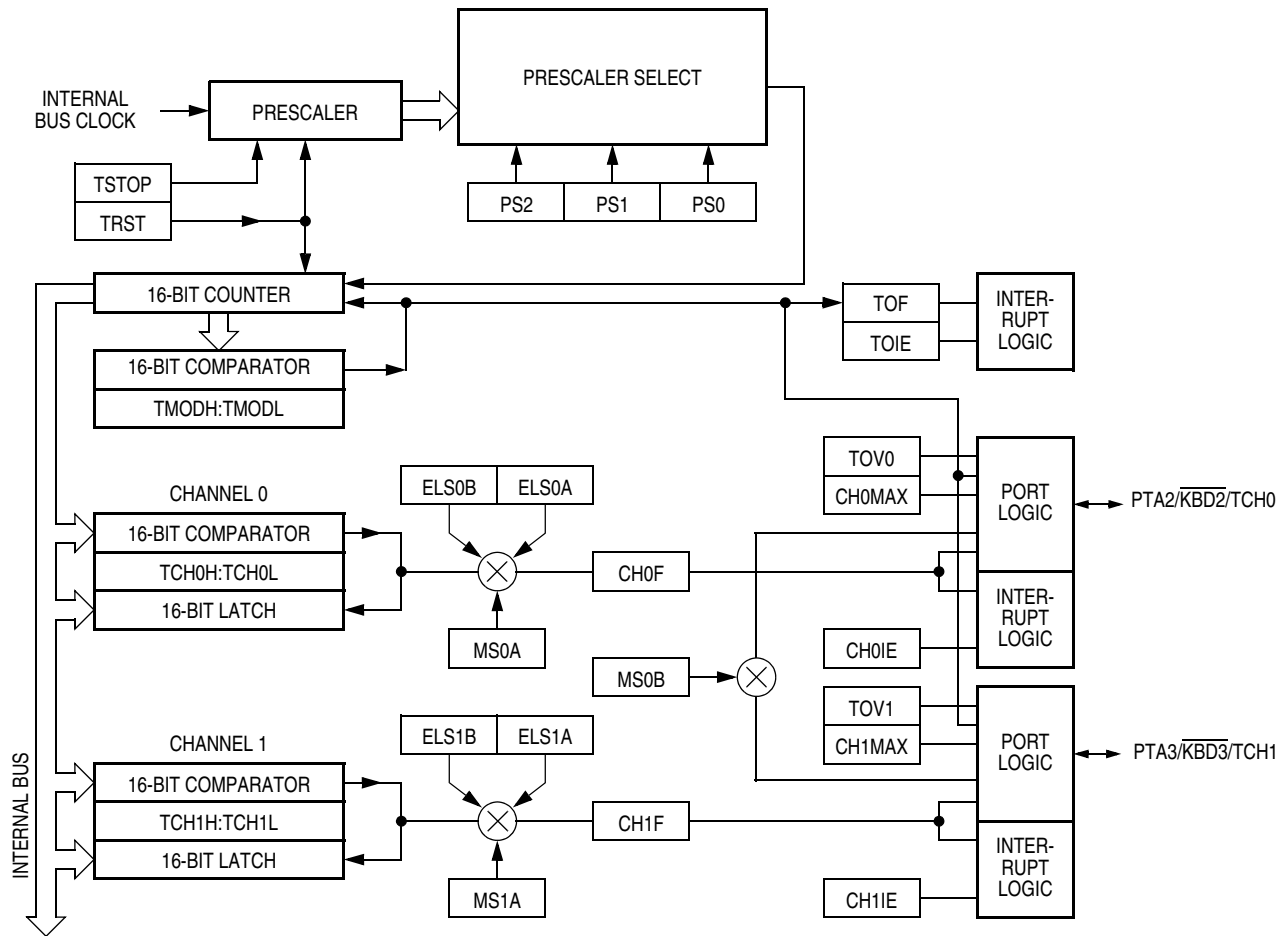 PRESCALER SELECT
INTERNAL
BUS CLOCK
PRESCALER
TSTOP
TRST
PS2 PS1 PS0
16-BIT COUNTER
16-BIT COMPARATOR
TMODH:TMODL
TOF
TOIE
INTER-
RUPT
LOGIC
CHANNEL 0
16-BIT COMPARATOR
TCH0H:TCH0L
16-BIT LATCH
ELS0B ELS0A
MS0A
CH0F
TOV0
CH0MAX
PORT
LOGIC
PTA2/KBD2/TCH0
INTER-
RUPT
LOGIC
CH0IE
MS0B
CHANNEL 1
16-BIT COMPARATOR
TCH1H:TCH1L
16-BIT LATCH
ELS1B ELS1A
MS1A
CH1F
TOV1
CH1MAX
PORT
LOGIC
PTA3/KBD3/TCH1
INTER-
RUPT
LOGIC
CH1IE
INTERNAL BUS